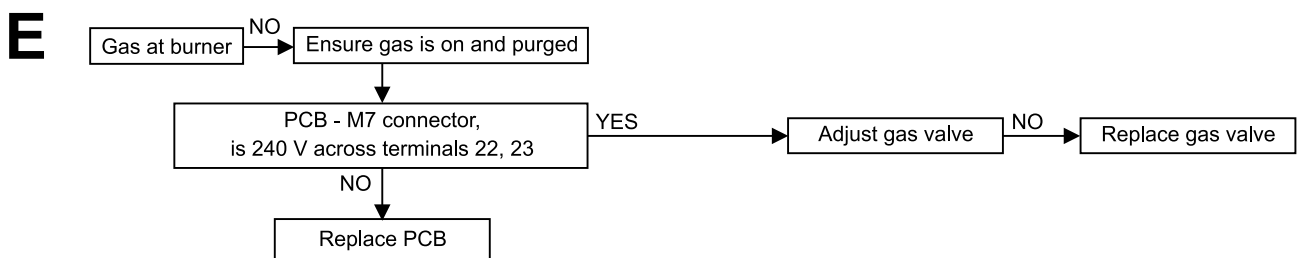 E
Gas at burner
NO
Ensure gas is on and purged
PCB - M7 connector,
is 240 V across terminals 22, 23
YES
Adjust gas valve
NO
Replace gas valve
NO
Replace PCB